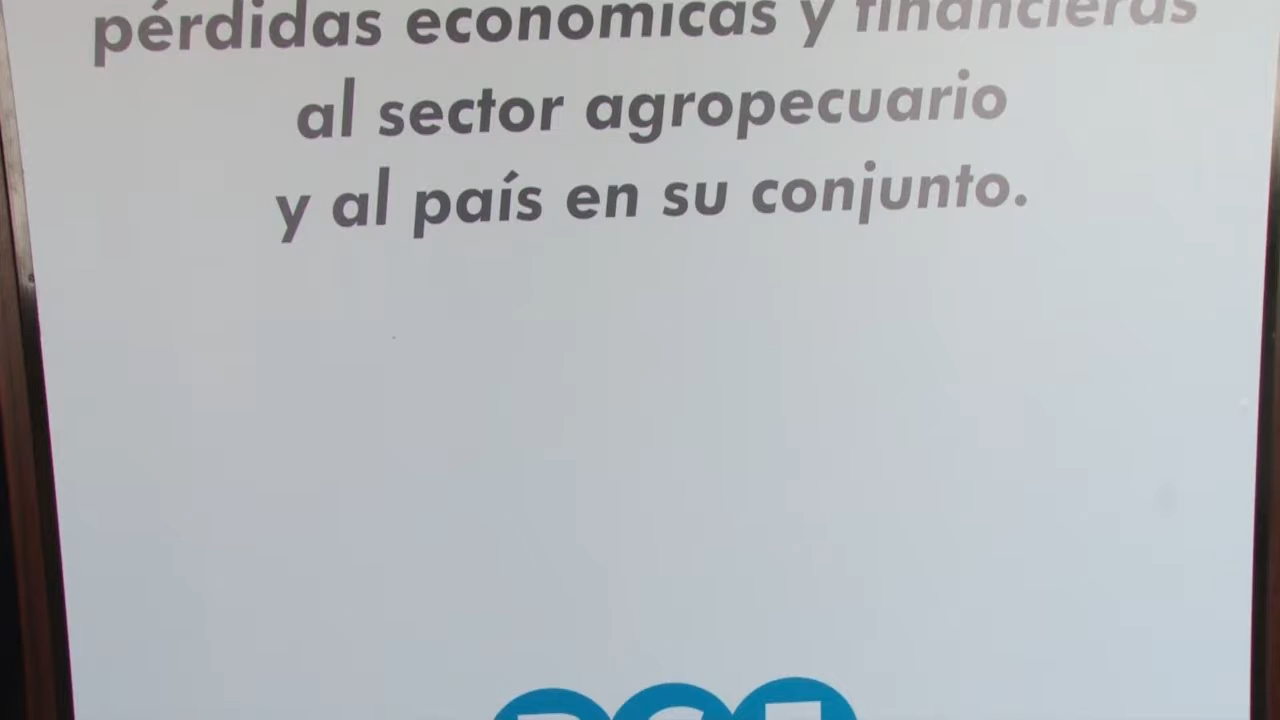 pérdidas económicas y financieras
al sector agropecuario
y al país en su conjunto.